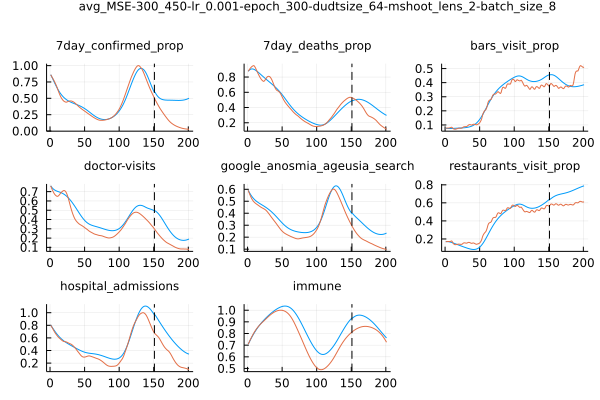 avg_MSE-300_450-lr_0.001-epoch_300-dudtsize_64-mshoot_lens_2-batch_size_8
7day_confirmed_prop
7day_deaths_prop
bars_visit_prop
1.00
0.75
0.50
0.25
0.00
0 50 100 150 200
0.8
0.6
0.4
0.2
0 50 100 150 200
0.5
0.4
0.3
0.2
0.1
0 50 100 150 200
doctor-visits
google_anosmia_ageusia_search
restaurants_visit_prop
0.7
0.6
0.5
0.4
0.3
0.2
0.1
0 50 100 150 200
0.6
0.5
0.4
0.3
0.2
0.1
0 50 100 150 200
0.8
0.6
0.4
0.2
0 50 100 150 200
hospital_admissions
immune
1.0
0.8
0.6
0.4
0.2
0 50 100 150 200
1.0
0.9
0.8
0.7
0.6
0.5
0 50 100 150 200